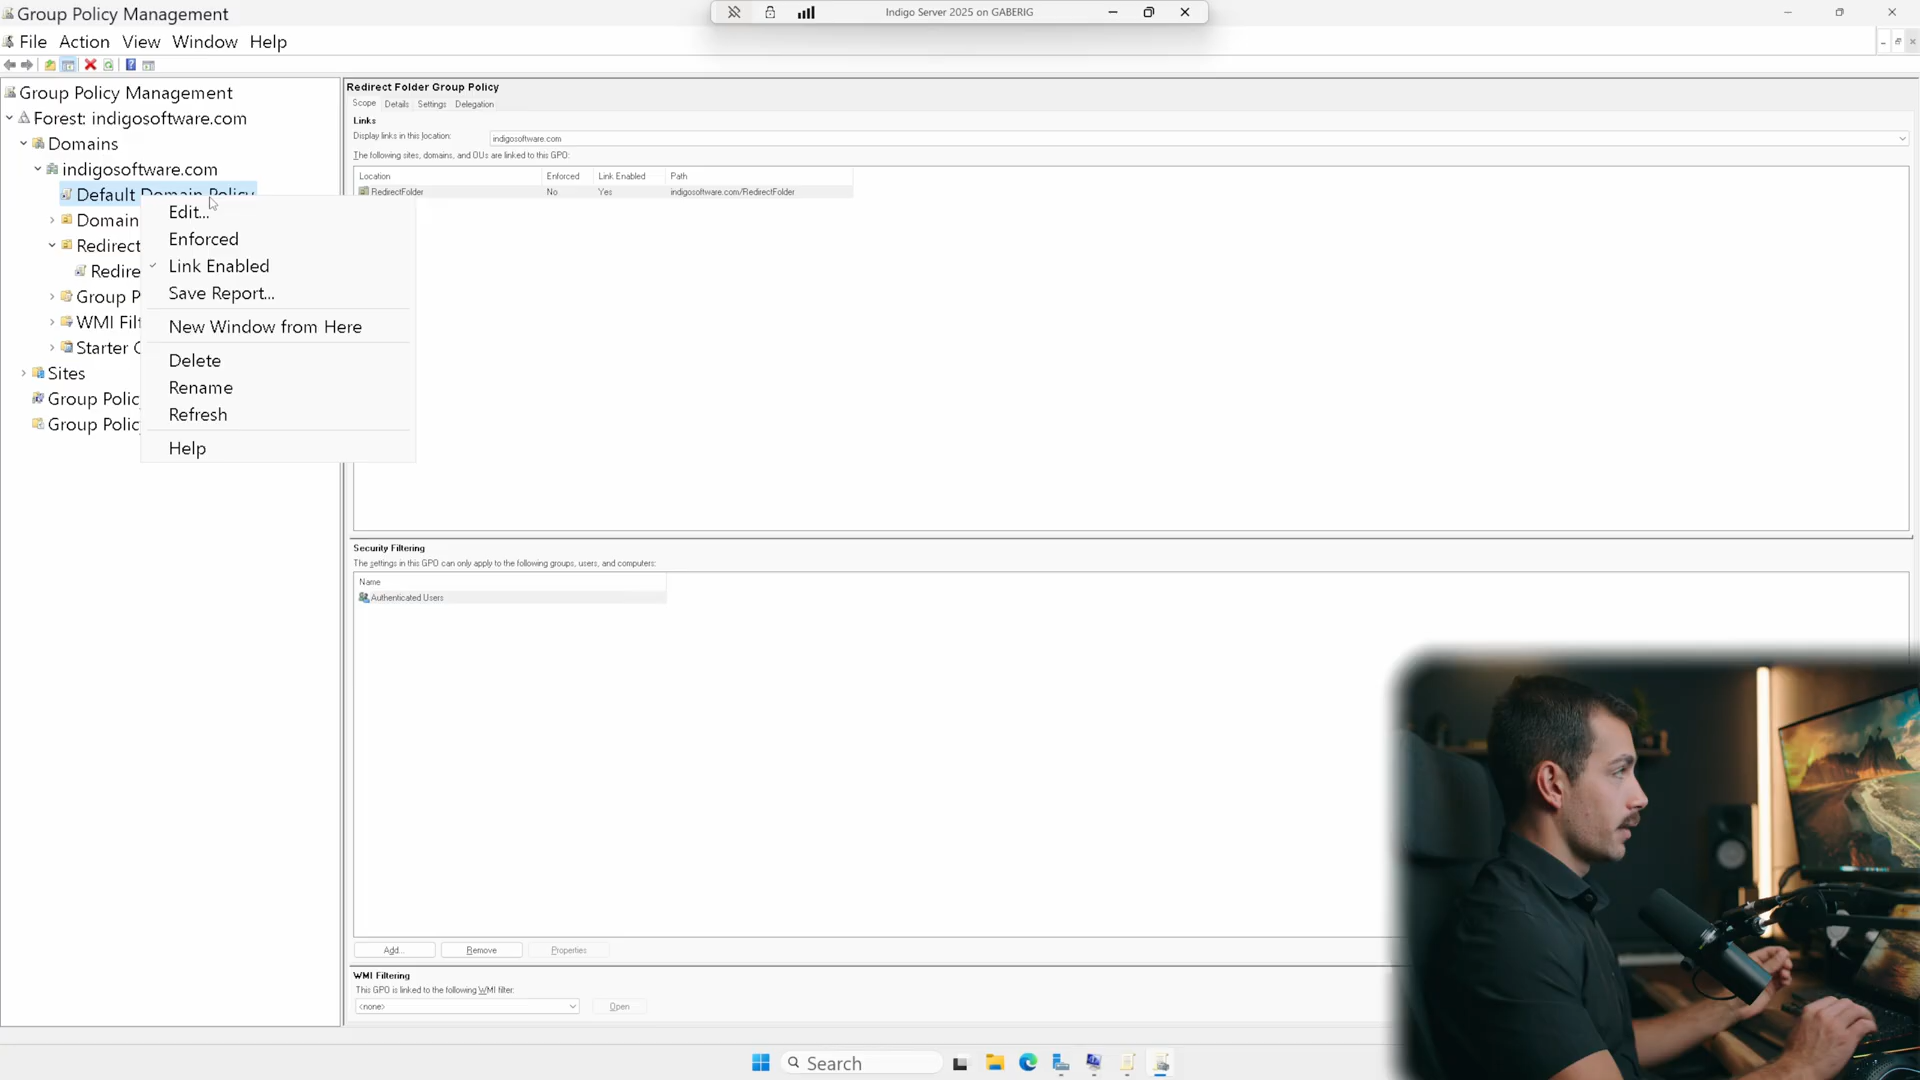 Group Policy Management
Indigo Server 2025 on GABERIG
File Action View Window Help
Group Policy Management
Forest: indigosoftware.com
Domains
indigosoftware.com
Default Domain Policy
Domain
Redirect
Redire
Group P
WMI Filt
Starter
Sites
Group Polic
Group Polic
Edit...
Enforced
Link Enabled
Save Report...
New Window from Here
Delete
Rename
Refresh
Help
Redirect Folder Group Policy
Scope Details Settings Delegation
Links
Display links in this location: indigosoftware.com
The following sites, domains, and OUs are linked to this GPO:
Location Enforced Link Enabled Path
RedirectFolder No Yes indigosoftware.com/RedirectFolder
Security Filtering
The settings in this GPO can only apply to the following groups, users, and computers:
Name
Authenticated Users
Add... Remove Properties
WMI Filtering
This GPO is linked to the following WMI filter:
<none> Open
Search